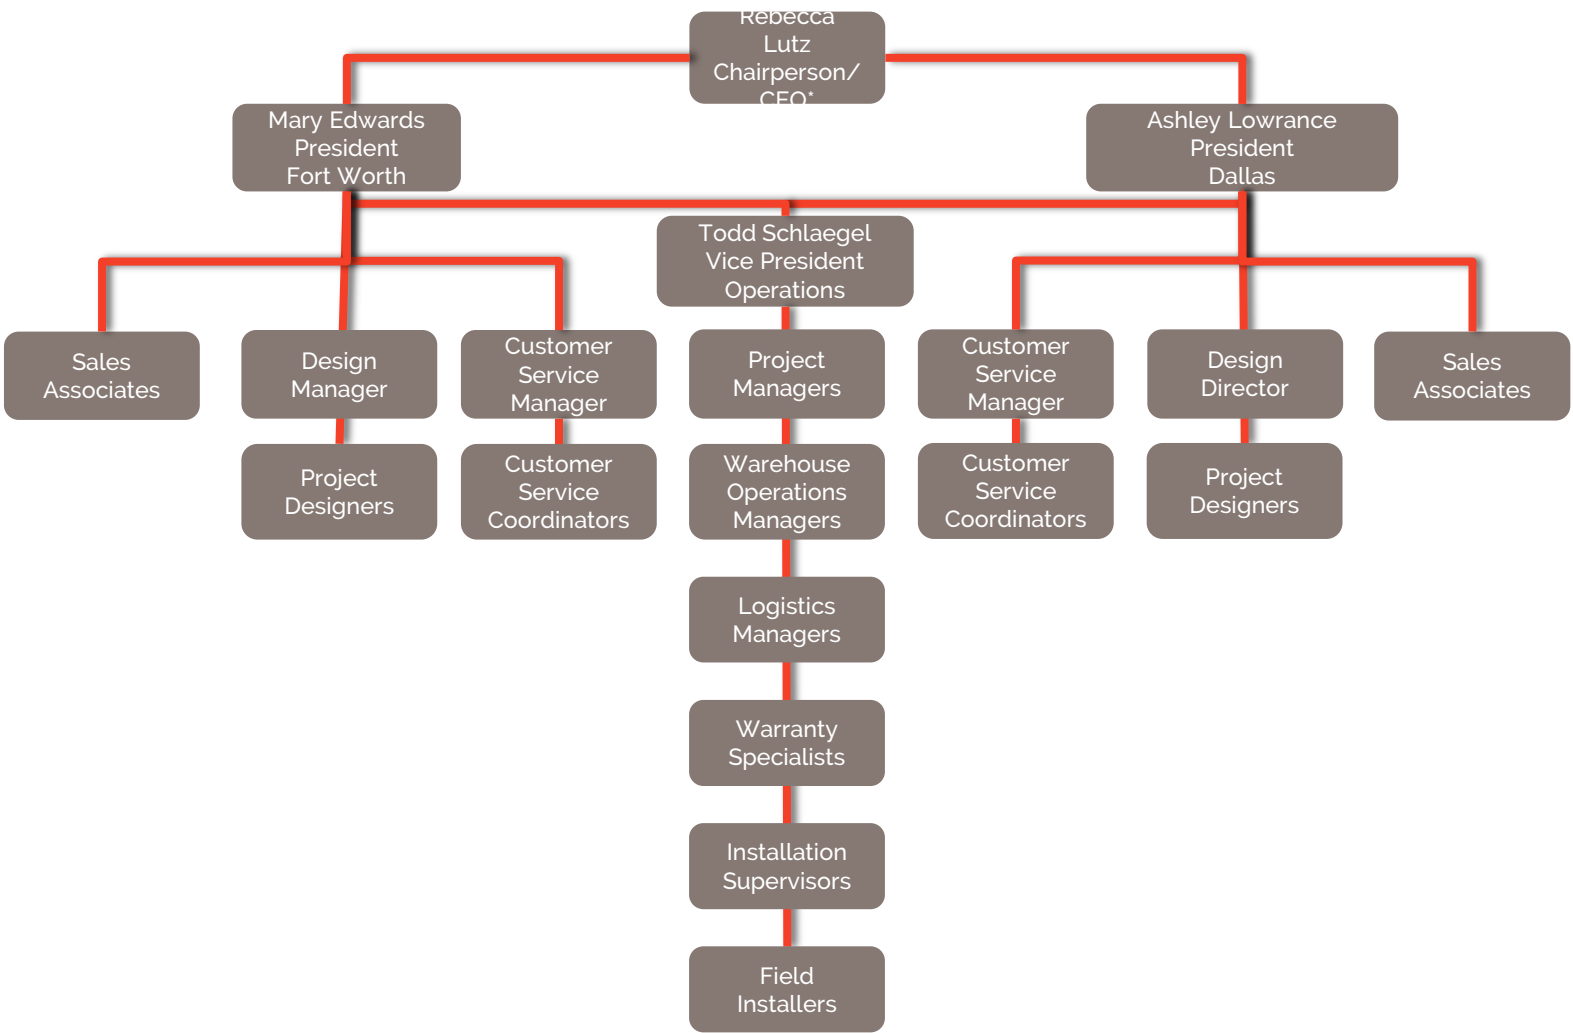 Rebecca
Lutz
Chairperson/
CEO*
Mary Edwards
President
Fort Worth
Ashley Lowrance
President
Dallas
Todd Schlaegel
Vice President
Operations
Sales
Associates
Design
Manager
Customer
Service
Manager
Project
Managers
Customer
Service
Manager
Design
Director
Sales
Associates
Project
Designers
Customer
Service
Coordinators
Warehouse
Operations
Managers
Customer
Service
Coordinators
Project
Designers
Logistics
Managers
Warranty
Specialists
Installation
Supervisors
Field
Installers